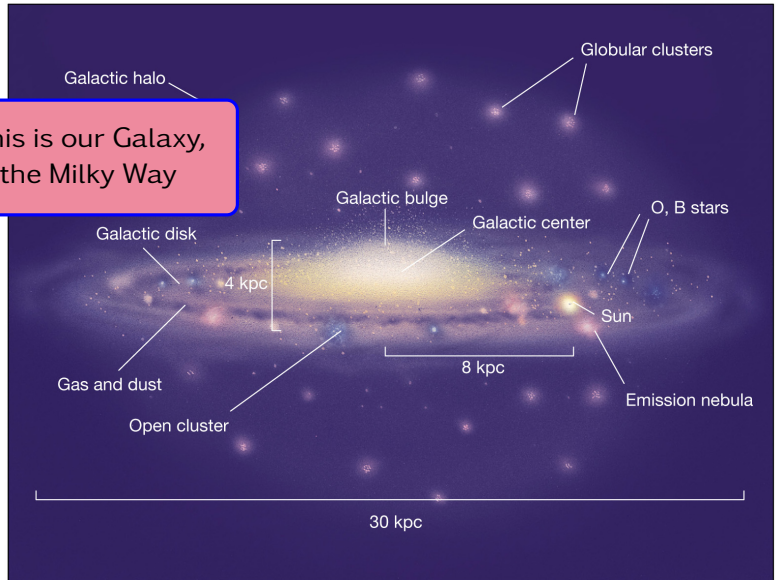 Globular clusters
Galactic halo
his is our Galaxy,
the Milky Way
Galactic bulge
O, B stars
Galactic center
Galactic disk
4 kpc
Sun
8 kpc
Gas and dust
Emission nebula
Open cluster
30 kpc